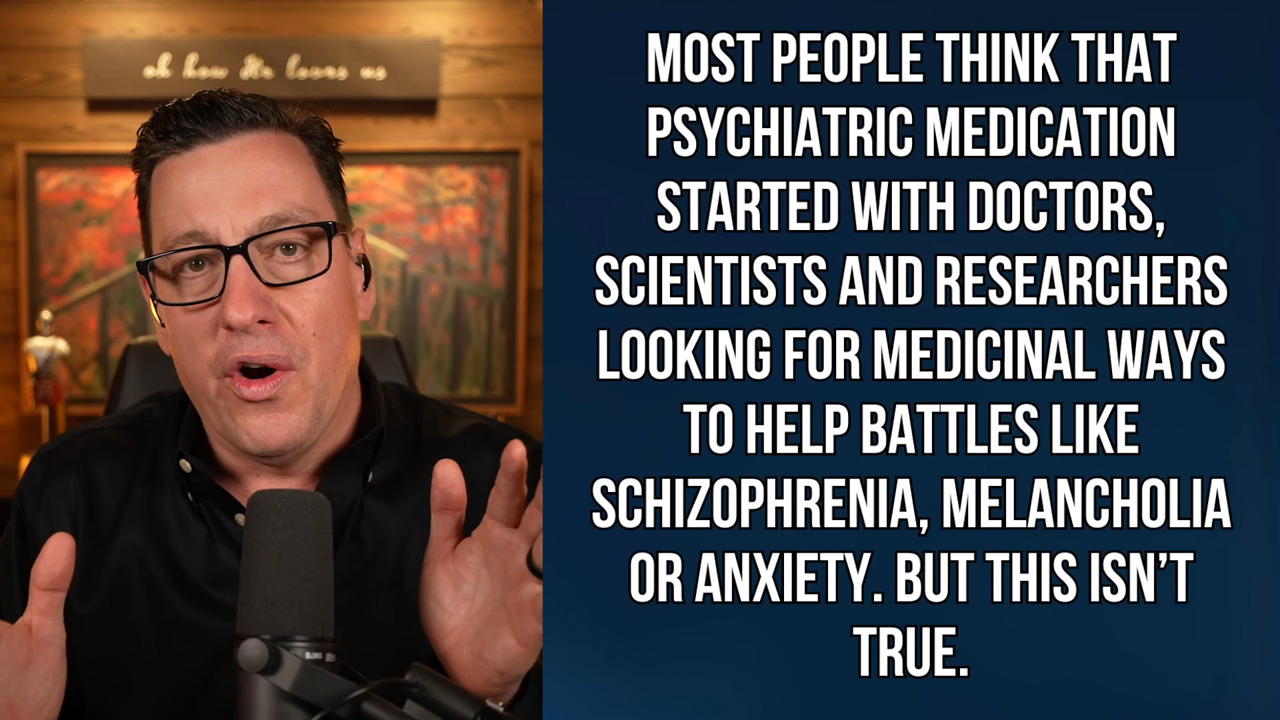 oh how He loves us
MOST PEOPLE THINK THAT
PSYCHIATRIC MEDICATION
STARTED WITH DOCTORS,
SCIENTISTS AND RESEARCHERS
LOOKING FOR MEDICINAL WAYS
TO HELP BATTLES LIKE
SCHIZOPHRENIA, MELANCHOLIA
OR ANXIETY. BUT THIS ISN’T
TRUE.